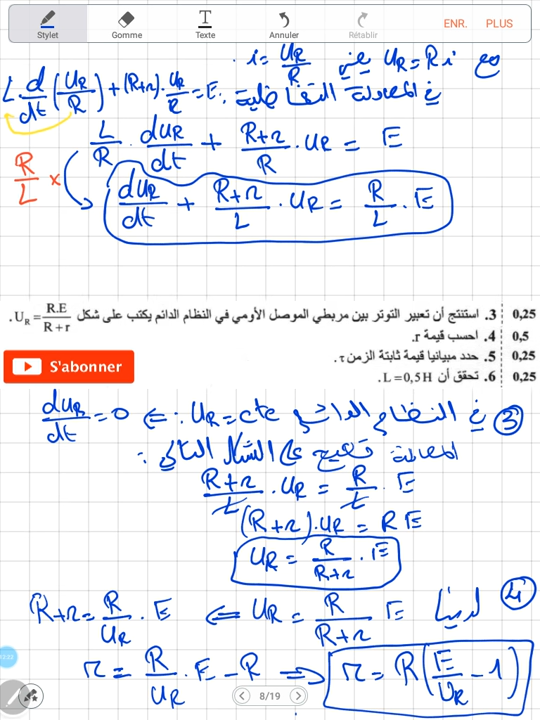 Stylet Gomme Texte Annuler Rétablir ENR. PLUS
مع u_R = R i يعني i = u_R/R
في المعادلة التفاضلية: L d/dt (u_R/R) + (R+r). u_R/R = E
L/R . du_R/dt + (R+r)/R . u_R = E
R/L ×
du_R/dt + (R+r)/L . u_R = R/L . E
0,25 3. استنتج أن تعبير التوتر بين مربطي الموصل الأومي في النظام الدائم يكتب على شكل U_R = R.E/(R+r).
0,5 4. احسب قيمة r.
0,25 5. حدد مبيانيا قيمة ثابتة الزمن τ.
0,25 6. تحقق أن L=0,5H.
S'abonner
③ في النظام الدائم u_R = cte : ⇐ du_R/dt = 0
المعادلة تصبح على الشكل التالي :
(R+r)/L . u_R = R/L . E
(R+r). u_R = R E
u_R = R/(R+r) . E
④ لدينا u_R = R/(R+r) E ⇐ R+r = R/u_R . E
r = R/u_R . E - R ⇒ r = R(E/u_R - 1)
8/19